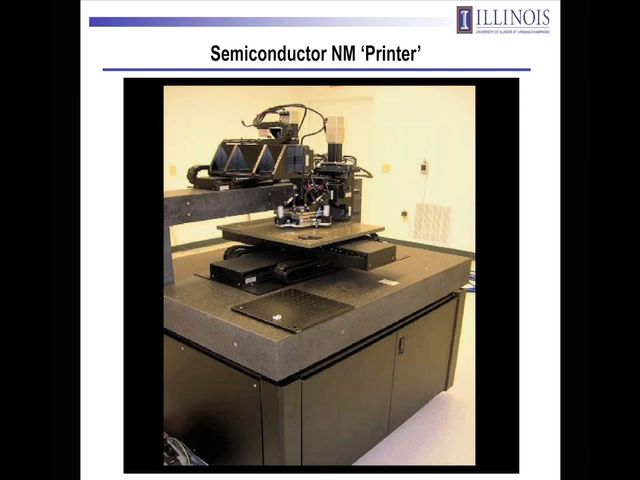 ILLINOIS
UNIVERSITY OF ILLINOIS AT URBANA-CHAMPAIGN
Semiconductor NM ‘Printer’